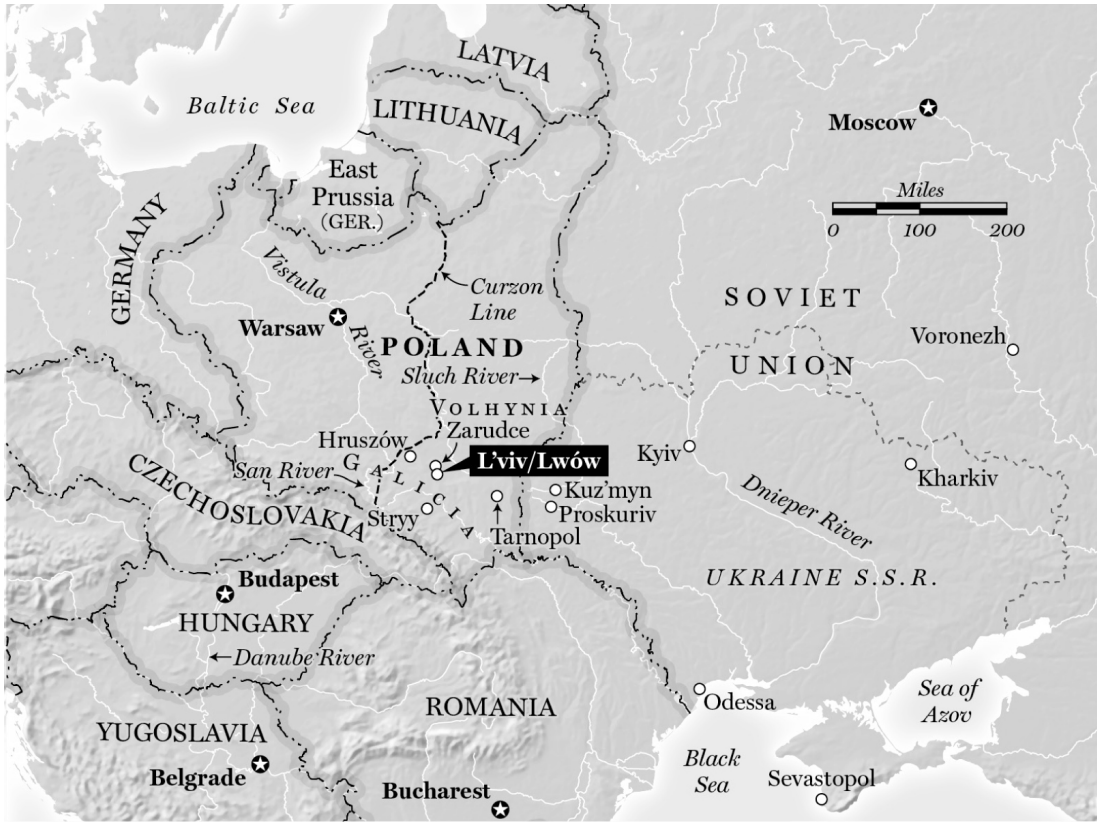 LATVIA
Baltic Sea
LITHUANIA
Moscow
East
Prussia
(GER.)
Miles
0 100 200
GERMANY
Vistula
River
Curzon
Line
SOVIET
UNION
Warsaw
POLAND
Voronezh
Sluch River
VOLHYNIA
Zarudce
Hruszów
L'viv/Lwów
Kyiv
Kharkiv
San River
GALICIA
CZECHOSLOVAKIA
Kuz'myn
Proskuriv
Dnieper River
Stryy
Tarnopol
Budapest
UKRAINE S.S.R.
HUNGARY
Danube River
ROMANIA
Odessa
Sea of
Azov
YUGOSLAVIA
Belgrade
Black
Sea
Sevastopol
Bucharest